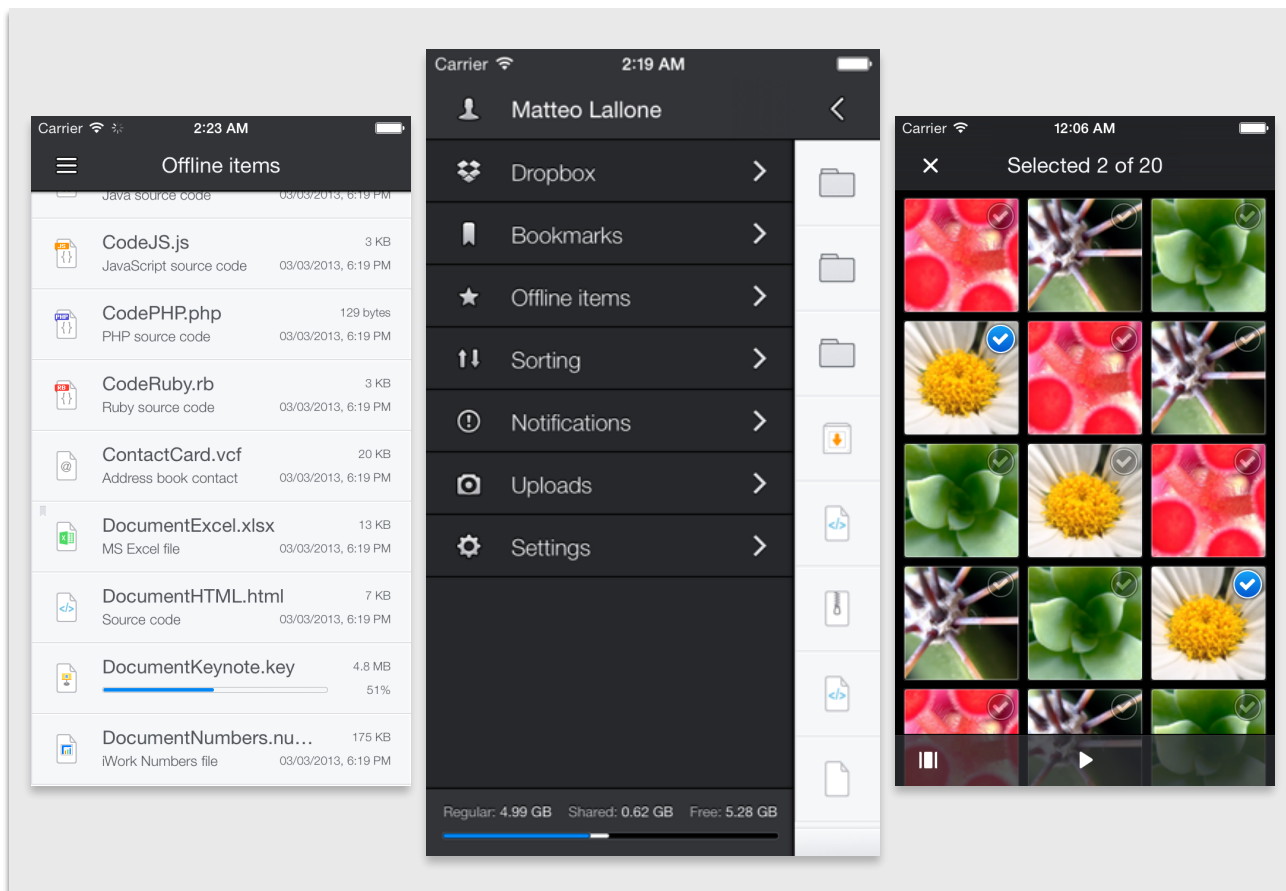 Carrier 2:23 AM
Offline items
Java source code 03/03/2013, 6:19 PM
JS
CodeJS.js 3 KB
JavaScript source code 03/03/2013, 6:19 PM
PHP
CodePHP.php 129 bytes
PHP source code 03/03/2013, 6:19 PM
RB
CodeRuby.rb 3 KB
Ruby source code 03/03/2013, 6:19 PM
ContactCard.vcf 20 KB
@
Address book contact 03/03/2013, 6:19 PM
DocumentExcel.xlsx 13 KB
MS Excel file 03/03/2013, 6:19 PM
DocumentHTML.html 7 KB
</>
Source code 03/03/2013, 6:19 PM
DocumentKeynote.key 4.8 MB
51%
DocumentNumbers.nu... 175 KB
iWork Numbers file 03/03/2013, 6:19 PM
Carrier 2:19 AM
Matteo Lallone
Dropbox
Bookmarks
Offline items
Sorting
Notifications
Uploads
Settings
Regular: 4.99 GB Shared: 0.62 GB Free: 5.28 GB
</>
</>
Carrier 12:06 AM
Selected 2 of 20